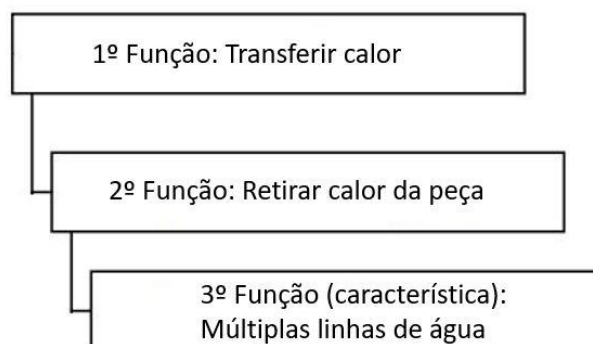 1º Função: Transferir calor
2º Função: Retirar calor da peça
3º Função (característica):
Múltiplas linhas de água